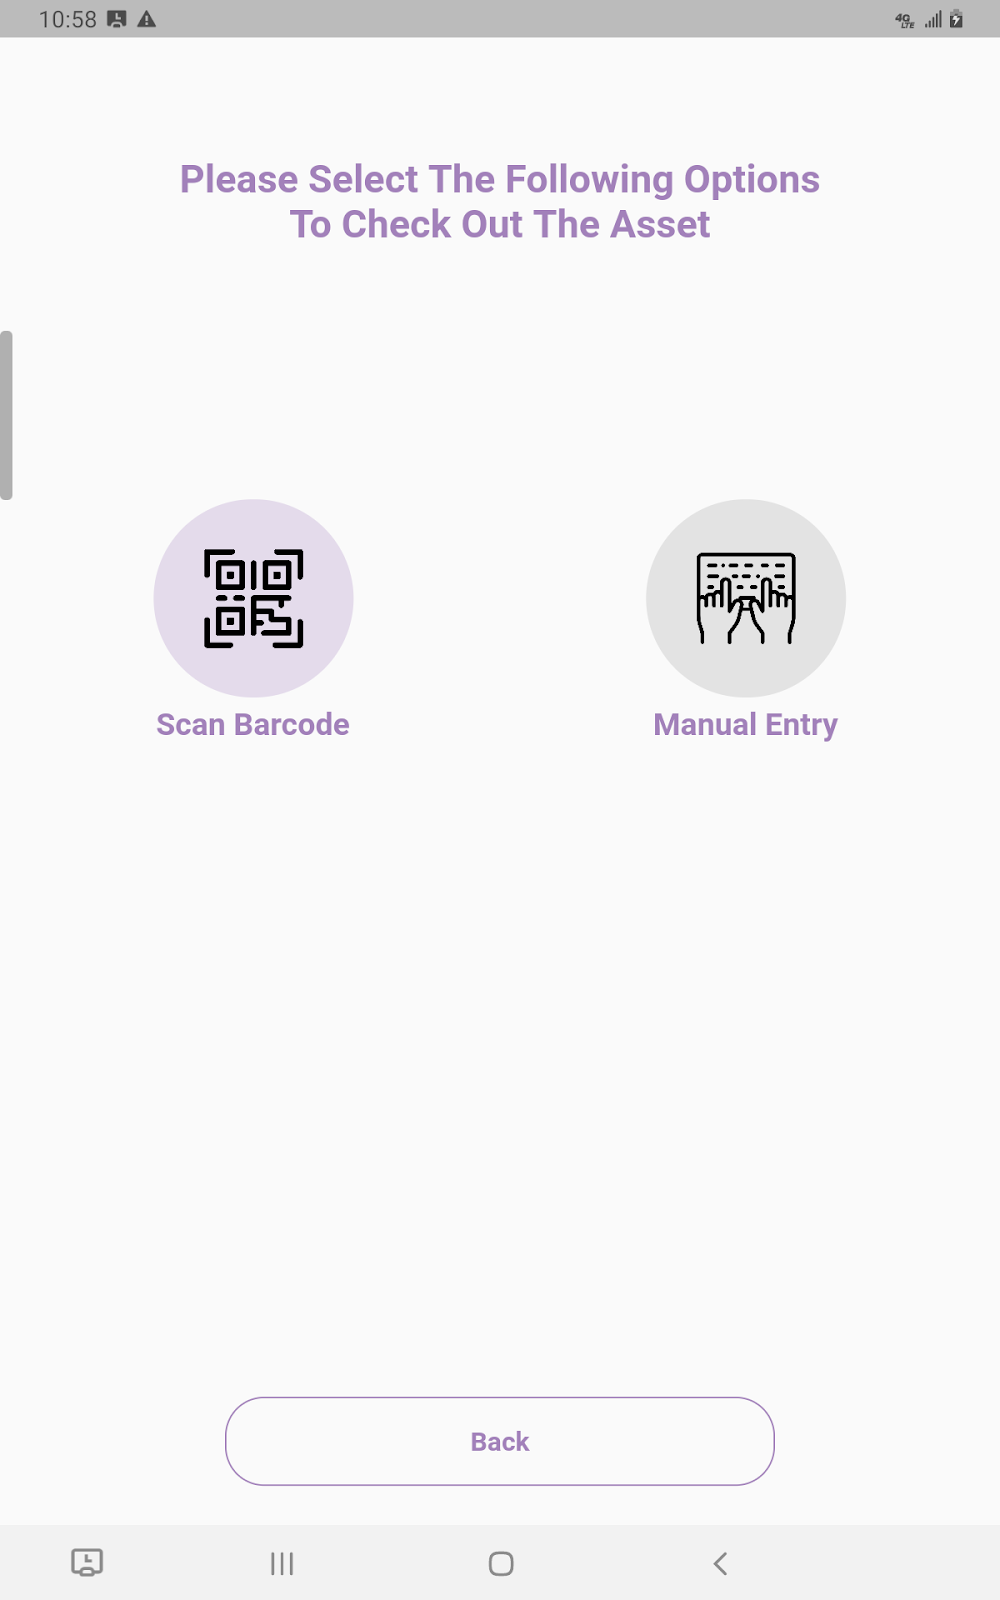 10:58
4G
LTE
Please Select The Following Options
To Check Out The Asset
Scan Barcode
Manual Entry
Back